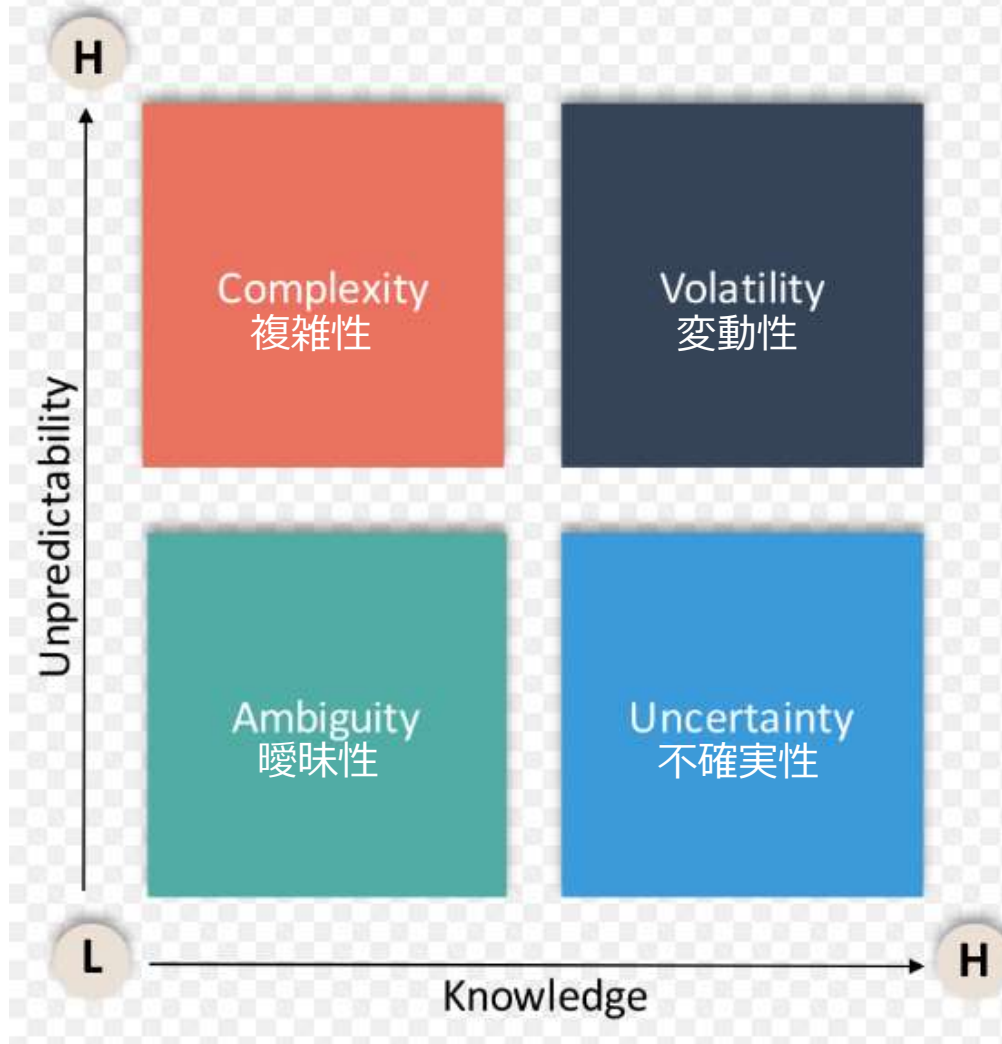 H
Complexity
複雑性
Volatility
変動性
Unpredictability
Ambiguity
曖昧性
Uncertainty
不確実性
L
H
Knowledge